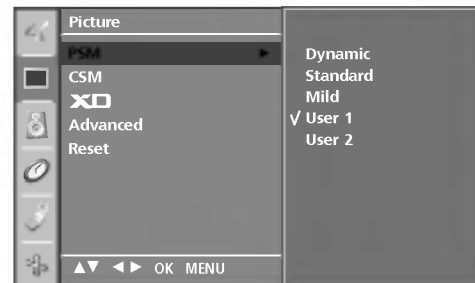 Picture
PSM ►
CSM
XD
Advanced
Reset
▲▼ ◄► OK MENU
Dynamic
Standard
Mild
√ User 1
User 2